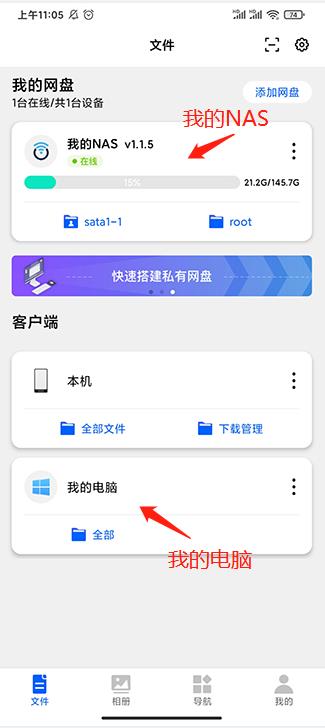 上午11:05
74
文件
我的网盘
1台在线/共1台设备
添加网盘
我的NAS
我的NAS v1.1.5
在线
15%
21.2G/145.7G
sata1-1
root
快速搭建私有网盘
客户端
本机
全部文件
下载管理
我的电脑
全部
我的电脑
文件
相册
导航
我的